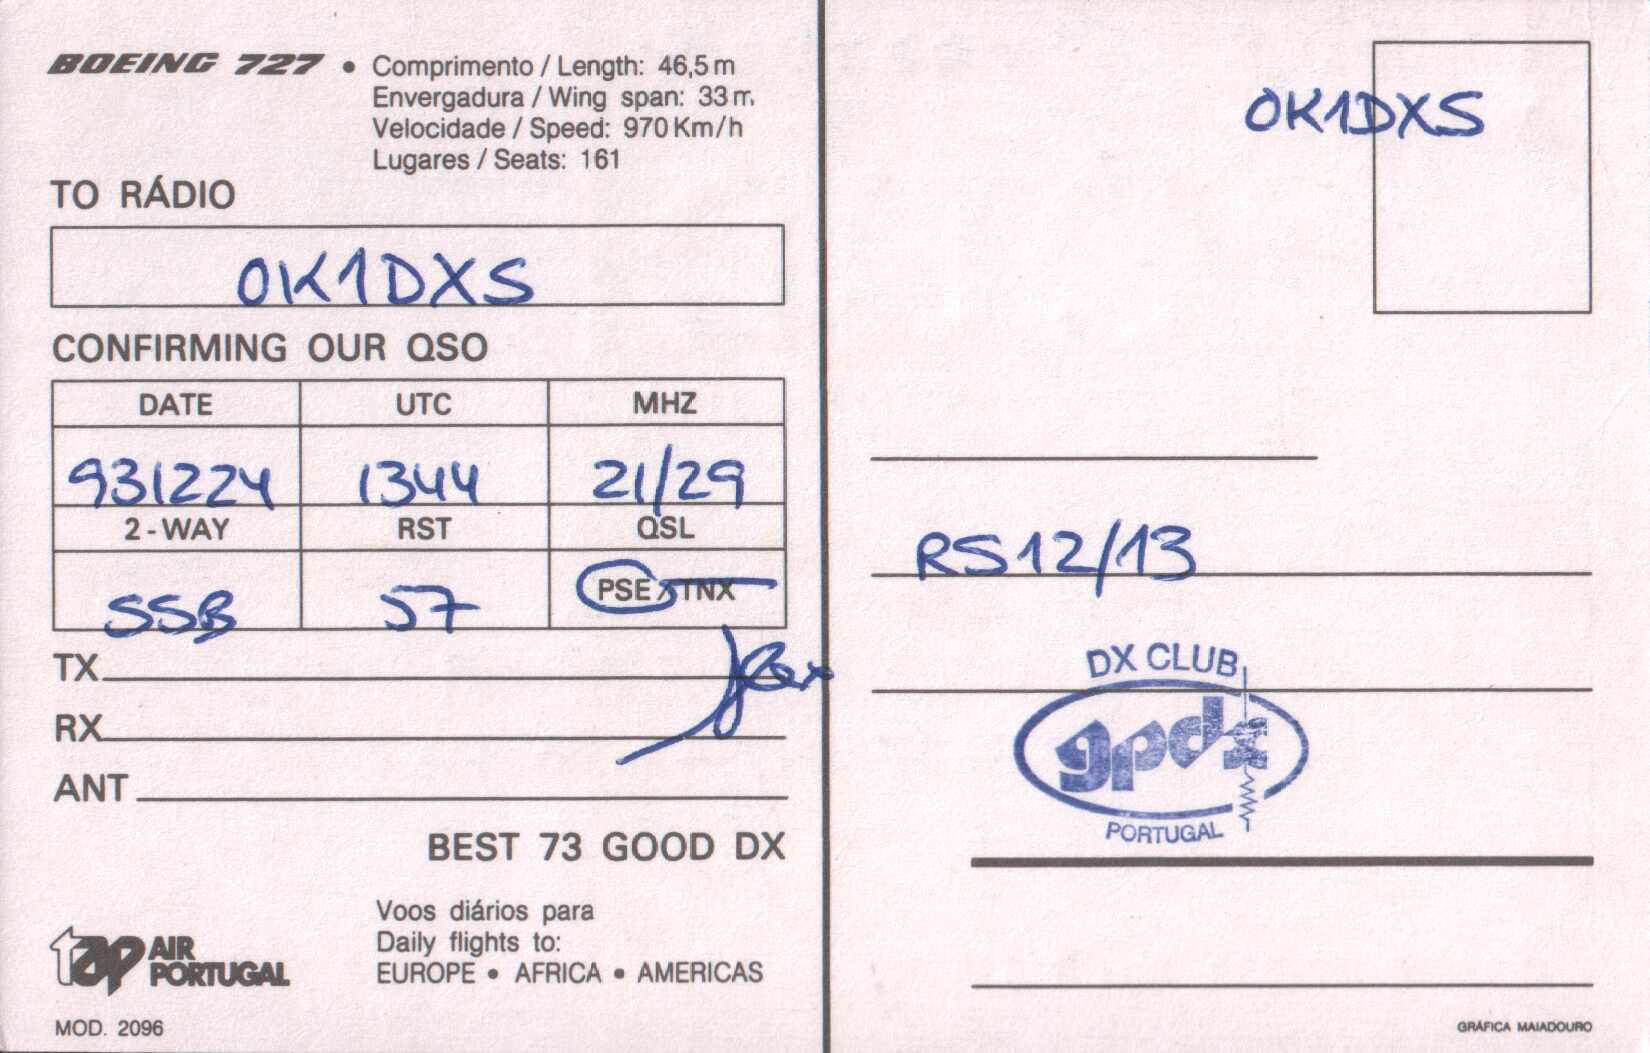 BOEING 727 • Comprimento / Length: 46,5 m
Envergadura / Wing span: 33 m.
Velocidade / Speed: 970 Km/h
Lugares / Seats: 161
TO RÁDIO
OK1DXS
CONFIRMING OUR QSO
DATE UTC MHZ
931224 1344 21/29
2-WAY RST QSL
SSB 57 PSE TNX
TX
RX
ANT
BEST 73 GOOD DX
tap AIR PORTUGAL
Voos diários para
Daily flights to:
EUROPE • AFRICA • AMERICAS
MOD. 2096
OK1DXS
RS12/13
DX CLUB
gpdx
PORTUGAL
GRÁFICA MAIADOURO